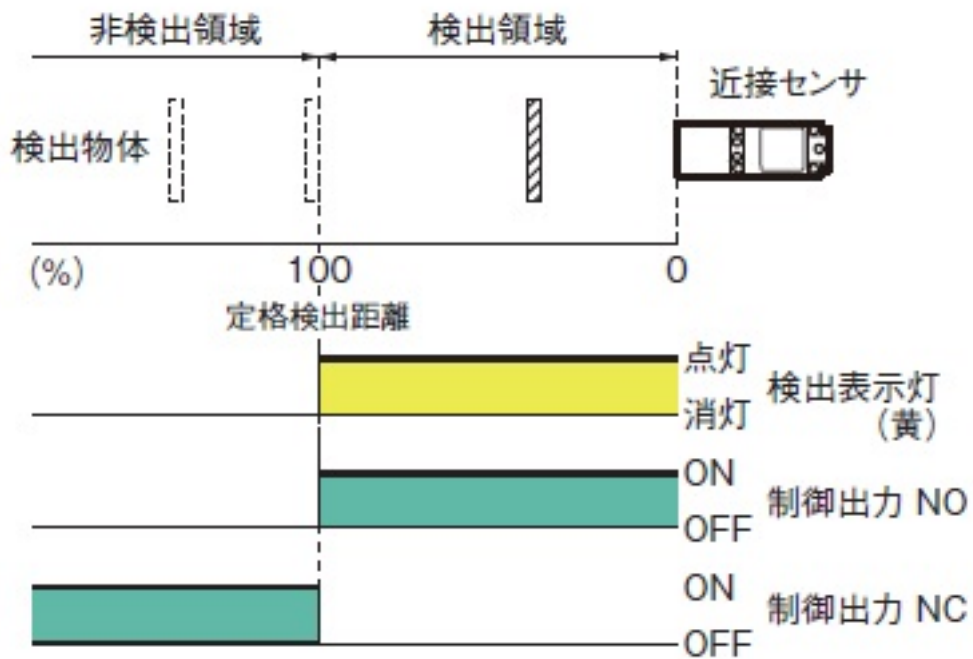 非検出領域
検出領域
近接センサ
検出物体
(%)
100
0
定格検出距離
点灯
消灯
検出表示灯
(黄)
ON
OFF
制御出力 NO
ON
OFF
制御出力 NC